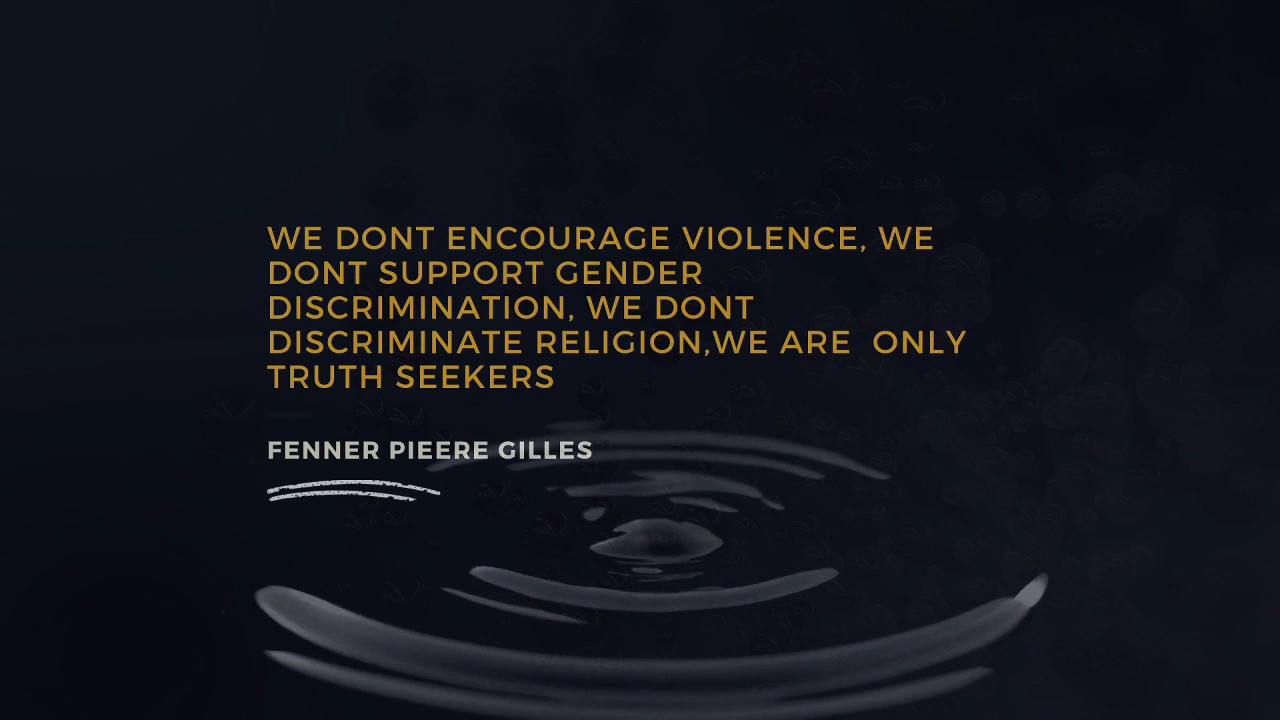 WE DONT ENCOURAGE VIOLENCE, WE
DONT SUPPORT GENDER
DISCRIMINATION, WE DONT
DISCRIMINATE RELIGION,WE ARE  ONLY
TRUTH SEEKERS
FENNER PIEERE GILLES